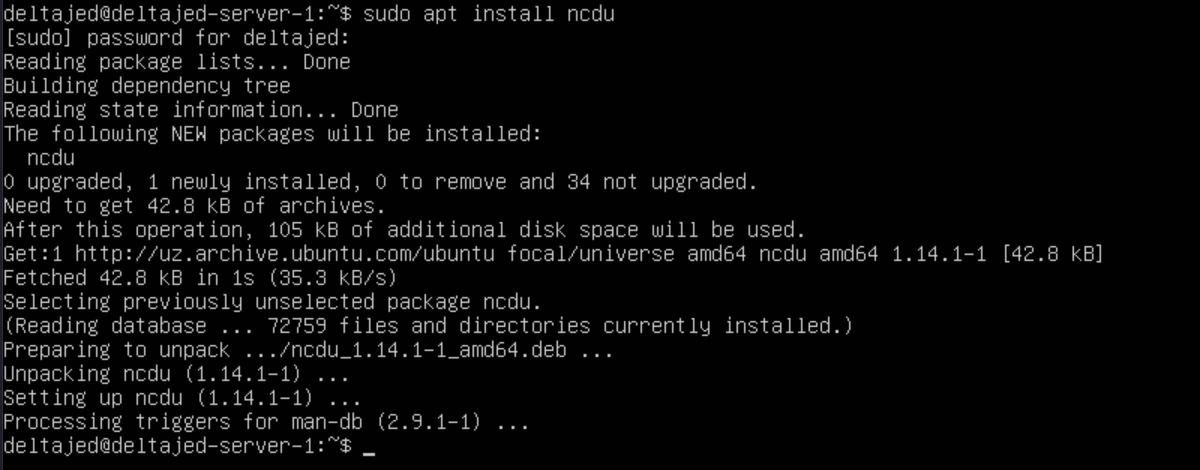 deltajed@deltajed-server-1:~$ sudo apt install ncdu
[sudo] password for deltajed:
Reading package lists... Done
Building dependency tree
Reading state information... Done
The following NEW packages will be installed:
  ncdu
0 upgraded, 1 newly installed, 0 to remove and 34 not upgraded.
Need to get 42.8 kB of archives.
After this operation, 105 kB of additional disk space will be used.
Get:1 http://uz.archive.ubuntu.com/ubuntu focal/universe amd64 ncdu amd64 1.14.1-1 [42.8 kB]
Fetched 42.8 kB in 1s (35.3 kB/s)
Selecting previously unselected package ncdu.
(Reading database ... 72759 files and directories currently installed.)
Preparing to unpack .../ncdu_1.14.1-1_amd64.deb ...
Unpacking ncdu (1.14.1-1) ...
Setting up ncdu (1.14.1-1) ...
Processing triggers for man-db (2.9.1-1) ...
deltajed@deltajed-server-1:~$ _